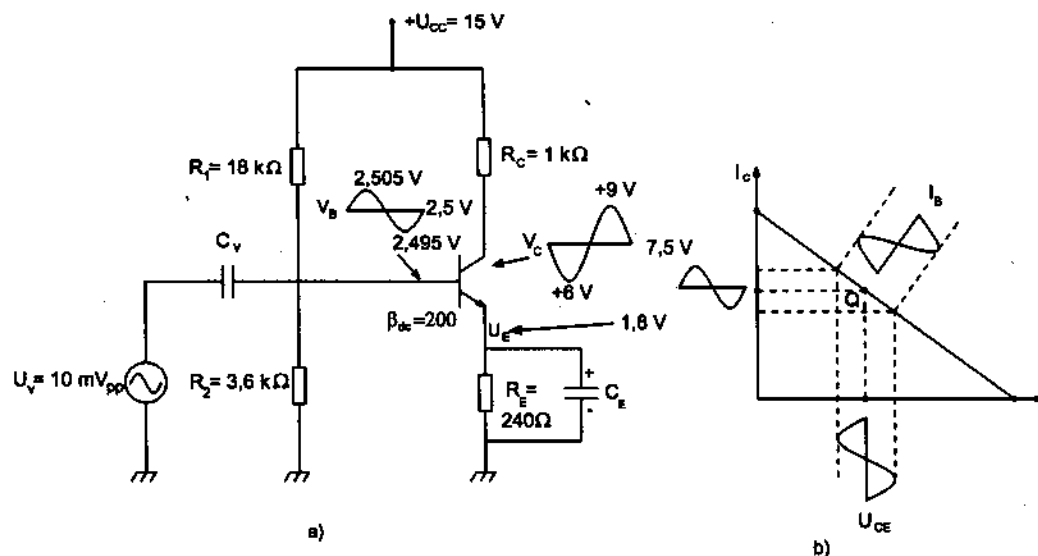 +U_CC= 15 V
R_1= 18 kΩ
R_C= 1 kΩ
2,505 V
V_B
2,5 V
2,495 V
+9 V
V_C
7,5 V
+6 V
C_v
β_dc=200
U_E
1,8 V
U_v= 10 mV_pp
R_2= 3,6 kΩ
R_E=
240Ω
+
-
C_E
a)
I_C
I_B
Q
U_CE
b)